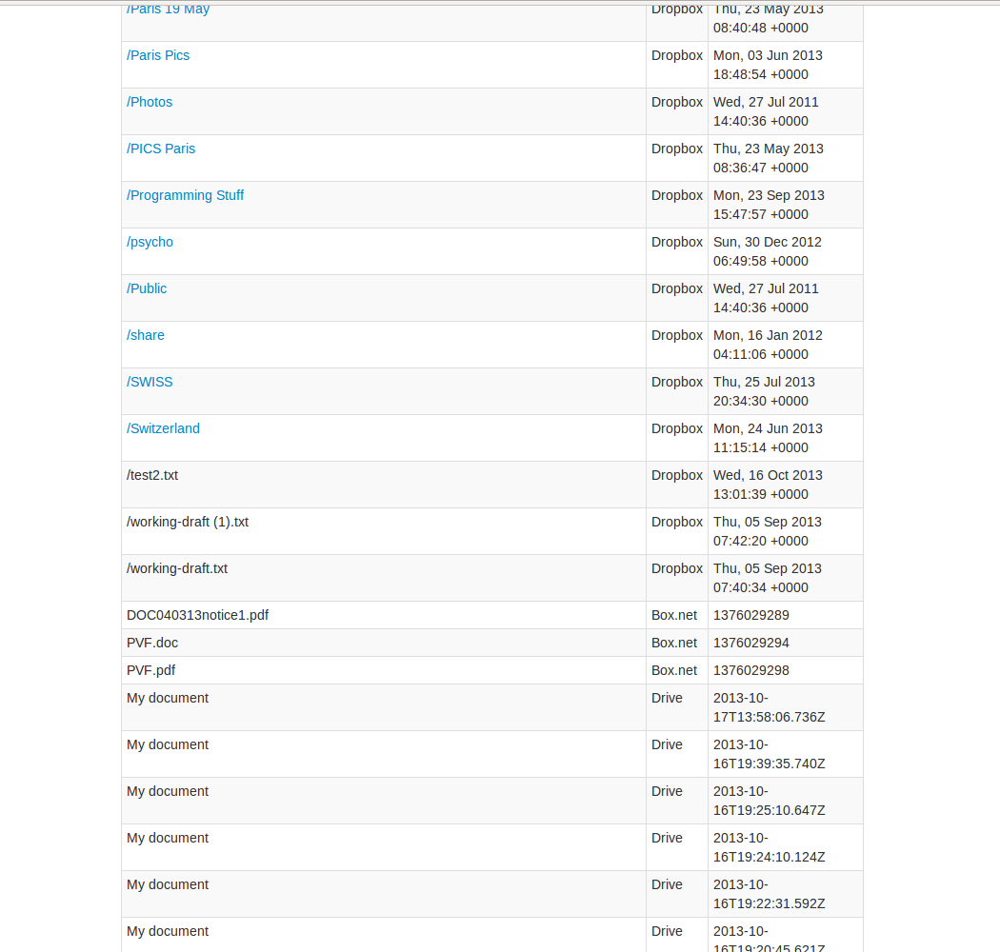 /Paris 19 May Dropbox Thu, 23 May 2013
08:40:48 +0000
/Paris Pics Dropbox Mon, 03 Jun 2013
18:48:54 +0000
/Photos Dropbox Wed, 27 Jul 2011
14:40:36 +0000
/PICS Paris Dropbox Thu, 23 May 2013
08:36:47 +0000
/Programming Stuff Dropbox Mon, 23 Sep 2013
15:47:57 +0000
/psycho Dropbox Sun, 30 Dec 2012
06:49:58 +0000
/Public Dropbox Wed, 27 Jul 2011
14:40:36 +0000
/share Dropbox Mon, 16 Jan 2012
04:11:06 +0000
/SWISS Dropbox Thu, 25 Jul 2013
20:34:30 +0000
/Switzerland Dropbox Mon, 24 Jun 2013
11:15:14 +0000
/test2.txt Dropbox Wed, 16 Oct 2013
13:01:39 +0000
/working-draft (1).txt Dropbox Thu, 05 Sep 2013
07:42:20 +0000
/working-draft.txt Dropbox Thu, 05 Sep 2013
07:40:34 +0000
DOC040313notice1.pdf Box.net 1376029289
PVF.doc Box.net 1376029294
PVF.pdf Box.net 1376029298
My document Drive 2013-10-
17T13:58:06.736Z
My document Drive 2013-10-
16T19:39:35.740Z
My document Drive 2013-10-
16T19:25:10.647Z
My document Drive 2013-10-
16T19:24:10.124Z
My document Drive 2013-10-
16T19:22:31.592Z
My document Drive 2013-10-
16T19:20:45.621Z